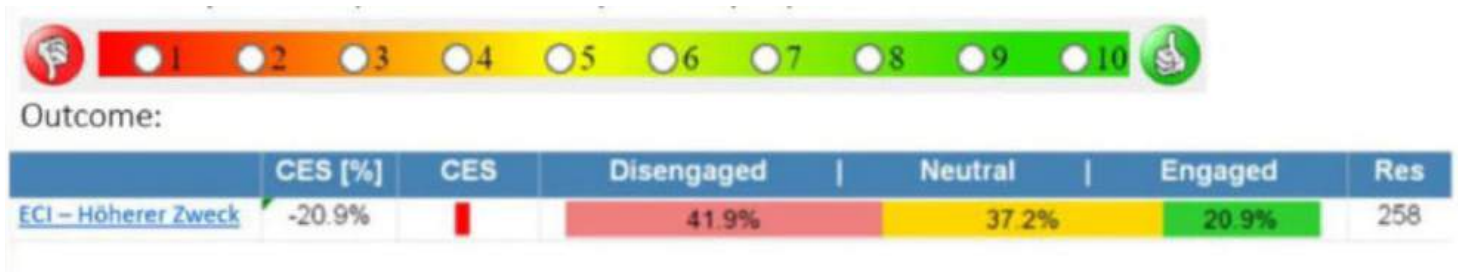 1 2 3 4 5 6 7 8 9 10
Outcome:
CES [%] CES Disengaged | Neutral | Engaged Res
ECI – Höherer Zweck -20.9% 41.9% 37.2% 20.9% 258